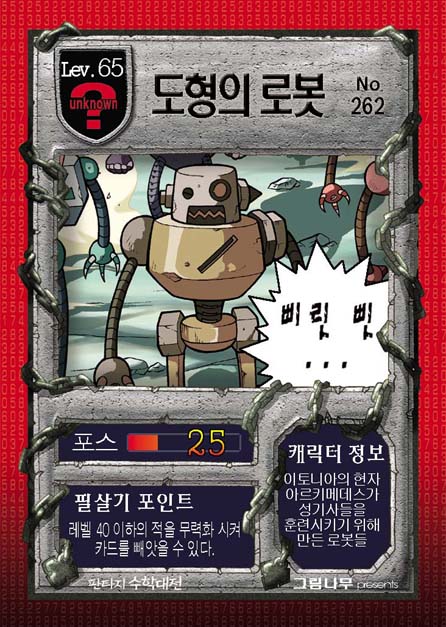 Lev. 65
unknown
?
도형의 로봇
No.
262
삐릿 삣
...
포스 25
필살기 포인트
레벨 40 이하의 적을 무력화 시켜
카드를 빼앗을 수 있다.
캐릭터 정보
이토니아의 현자
아르키메데스가
성기사들을
훈련시키기 위해
만든 로봇들
판타지 수학대전
그림나무 presents